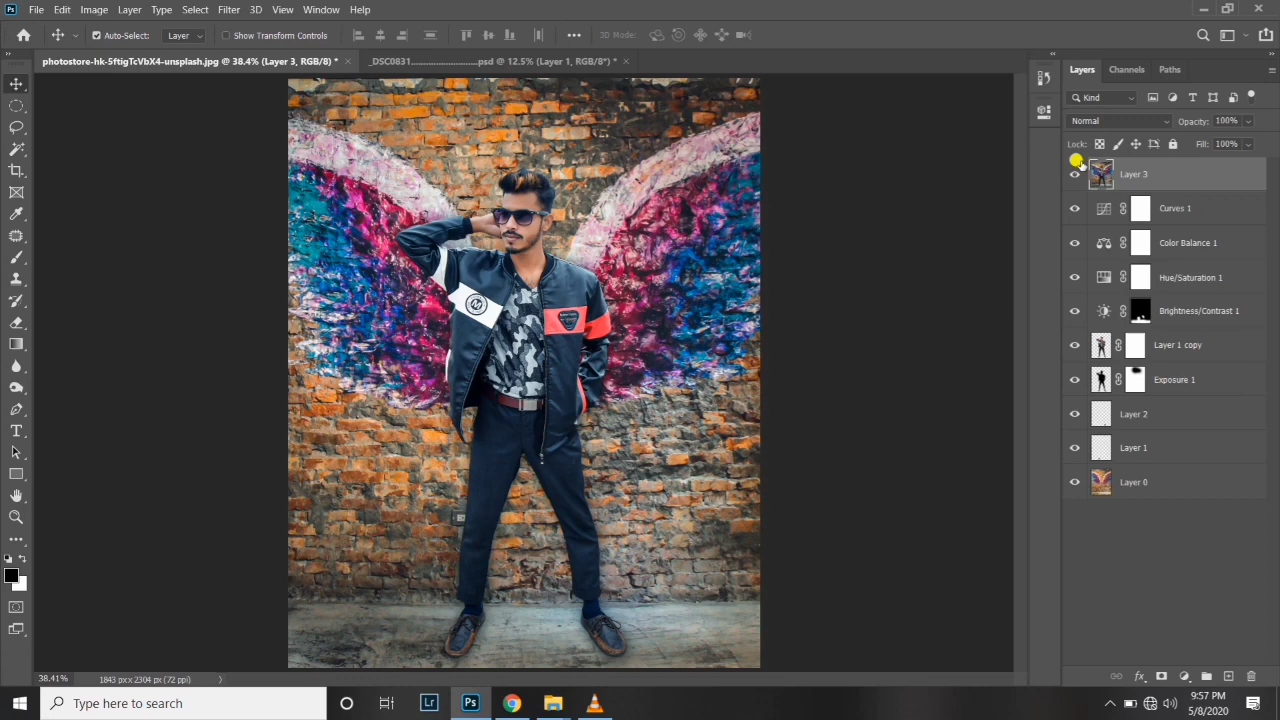 Ps File Edit Image Layer Type Select Filter 3D View Window Help
Auto-Select: Layer Show Transform Controls 3D Mode:
photostore-hk-5ftigTcVbX4-unsplash.jpg @ 38.4% (Layer 3, RGB/8) * × _DSC0831..................................psd @ 12.5% (Layer 1, RGB/8*) * ×
Layers Channels Paths
Kind
Normal Opacity: 100%
Lock: Fill: 100%
Layer 3
Curves 1
Color Balance 1
Hue/Saturation 1
Brightness/Contrast 1
Layer 1 copy
Exposure 1
Layer 2
Layer 1
Layer 0
M
38.41% 1843 px x 2304 px (72 ppi)
Type here to search
Lr Ps
9:57 PM
5/8/2020